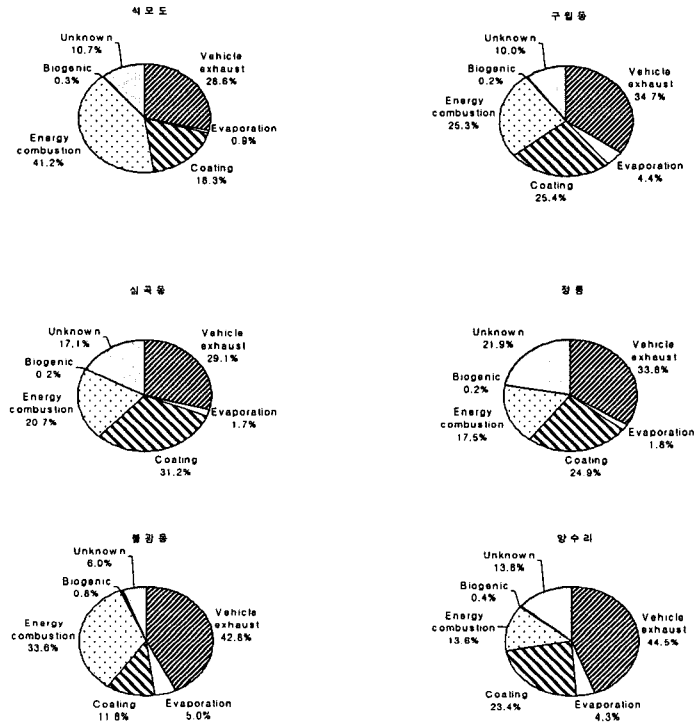 석모도
Unknown
10.7%
Biogenic
0.3%
Energy
combustion
41.2%
Vehicle
exhaust
28.6%
Evaporation
0.9%
Coating
18.3%
구월동
Unknown
10.0%
Biogenic
0.2%
Energy
combustion
25.3%
Vehicle
exhaust
34.7%
Evaporation
4.4%
Coating
25.4%
심곡동
Unknown
17.1%
Biogenic
0.2%
Energy
combustion
20.7%
Vehicle
exhaust
29.1%
Evaporation
1.7%
Coating
31.2%
정릉
Unknown
21.9%
Biogenic
0.2%
Energy
combustion
17.5%
Vehicle
exhaust
33.8%
Evaporation
1.8%
Coating
24.9%
불광동
Unknown
6.0%
Biogenic
0.8%
Energy
combustion
33.6%
Vehicle
exhaust
42.8%
Evaporation
5.0%
Coating
11.8%
양수리
Unknown
13.8%
Biogenic
0.4%
Energy
combustion
13.6%
Vehicle
exhaust
44.5%
Evaporation
4.3%
Coating
23.4%